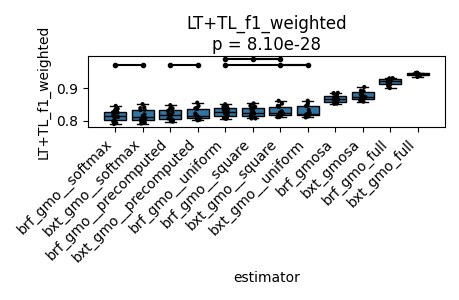 LT+TL_f1_weighted
p = 8.10e-28
LT+TL_f1_weighted
0.9
0.8
brf_gmo__softmax
bxt_gmo__softmax
brf_gmo__precomputed
bxt_gmo__precomputed
brf_gmo__uniform
brf_gmo__square
bxt_gmo__square
bxt_gmo__uniform
brf_gmosa
bxt_gmosa
brf_gmo_full
bxt_gmo_full
estimator